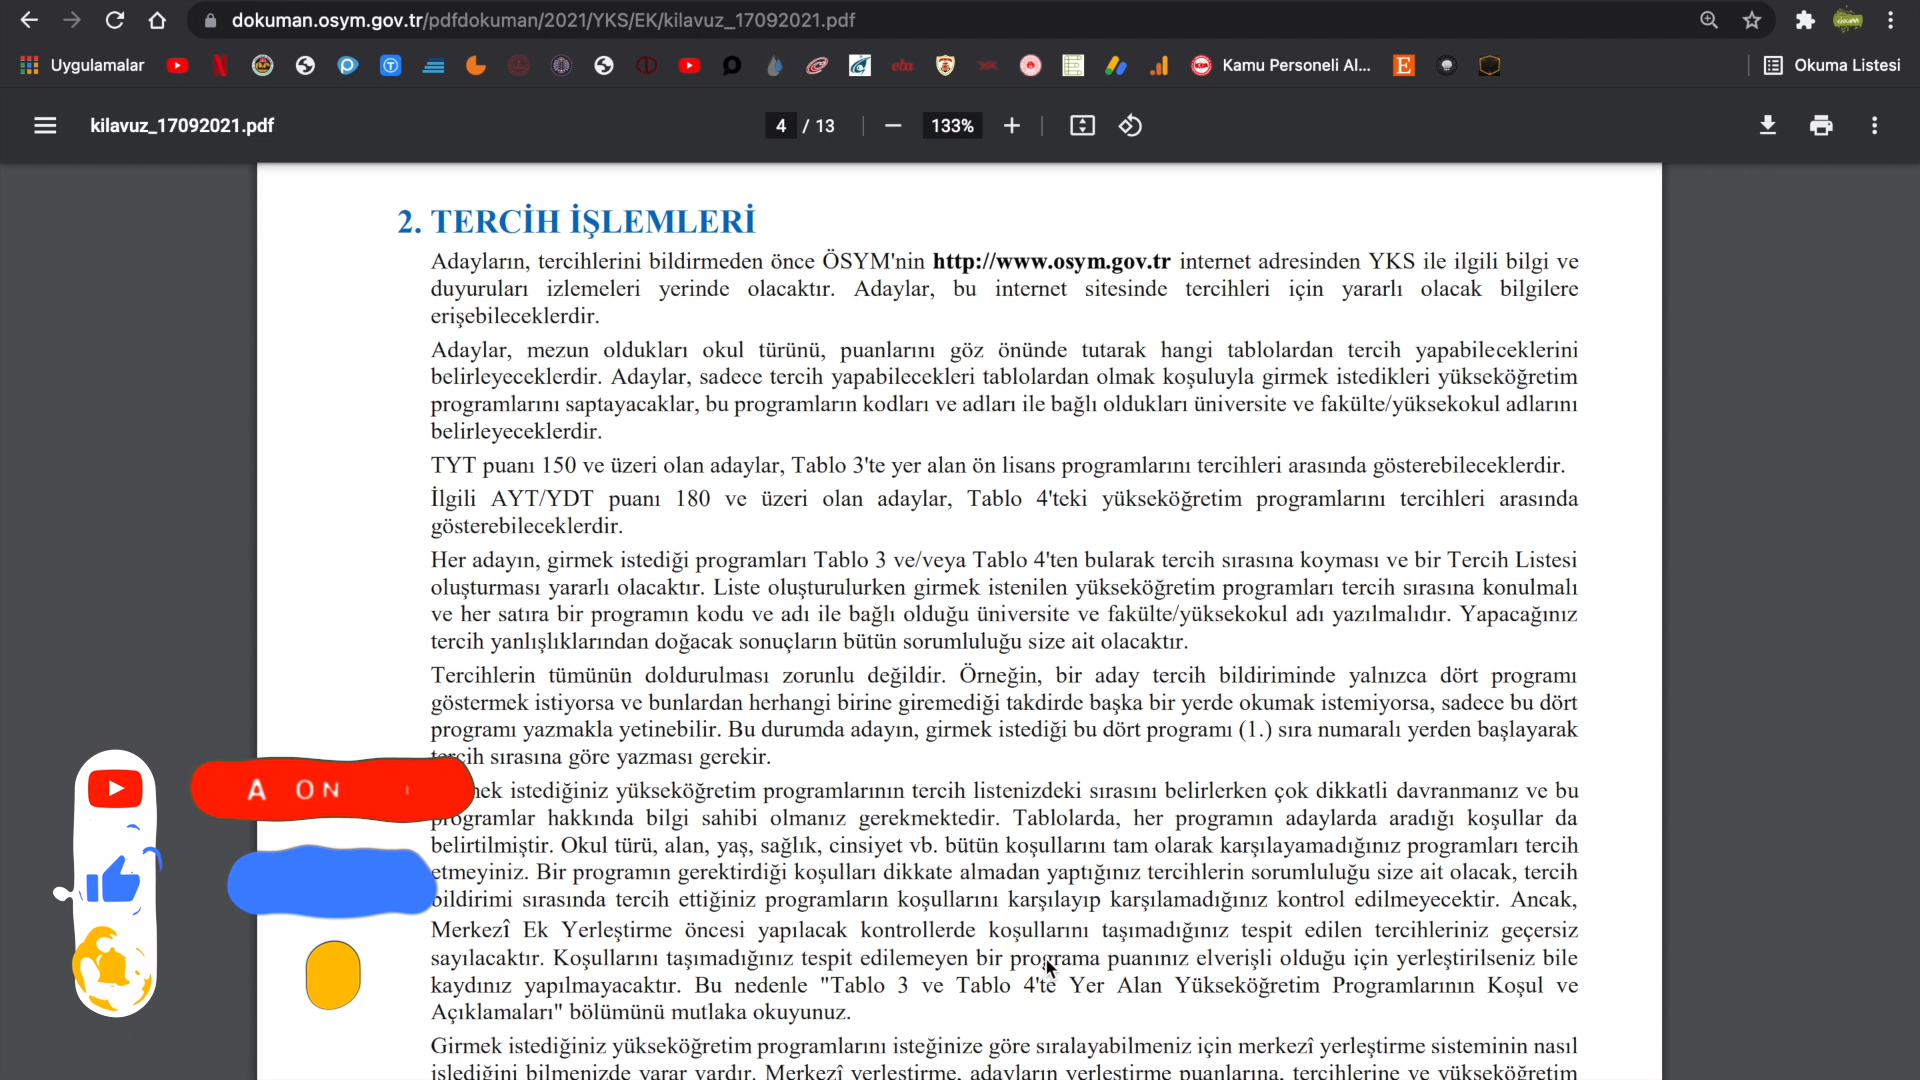 dokuman.osym.gov.tr/pdfdokuman/2021/YKS/EK/kilavuz_17092021.pdf
Uygulamalar
eba
Kamu Personeli Al...
E
Okuma Listesi
kilavuz_17092021.pdf
4 / 13
133%
2. TERCİH İŞLEMLERİ
Adayların, tercihlerini bildirmeden önce ÖSYM'nin http://www.osym.gov.tr internet adresinden YKS ile ilgili bilgi ve
duyuruları izlemeleri yerinde olacaktır. Adaylar, bu internet sitesinde tercihleri için yararlı olacak bilgilere
erişebileceklerdir.
Adaylar, mezun oldukları okul türünü, puanlarını göz önünde tutarak hangi tablolardan tercih yapabileceklerini
belirleyeceklerdir. Adaylar, sadece tercih yapabilecekleri tablolardan olmak koşuluyla girmek istedikleri yükseköğretim
programlarını saptayacaklar, bu programların kodları ve adları ile bağlı oldukları üniversite ve fakülte/yüksekokul adlarını
belirleyeceklerdir.
TYT puanı 150 ve üzeri olan adaylar, Tablo 3'te yer alan ön lisans programlarını tercihleri arasında gösterebileceklerdir.
İlgili AYT/YDT puanı 180 ve üzeri olan adaylar, Tablo 4'teki yükseköğretim programlarını tercihleri arasında
gösterebileceklerdir.
Her adayın, girmek istediği programları Tablo 3 ve/veya Tablo 4'ten bularak tercih sırasına koyması ve bir Tercih Listesi
oluşturması yararlı olacaktır. Liste oluşturulurken girmek istenilen yükseköğretim programları tercih sırasına konulmalı
ve her satıra bir programın kodu ve adı ile bağlı olduğu üniversite ve fakülte/yüksekokul adı yazılmalıdır. Yapacağınız
tercih yanlışlıklarından doğacak sonuçların bütün sorumluluğu size ait olacaktır.
Tercihlerin tümünün doldurulması zorunlu değildir. Örneğin, bir aday tercih bildiriminde yalnızca dört programı
göstermek istiyorsa ve bunlardan herhangi birine giremediği takdirde başka bir yerde okumak istemiyorsa, sadece bu dört
programı yazmakla yetinebilir. Bu durumda adayın, girmek istediği bu dört programı (1.) sıra numaralı yerden başlayarak
tercih sırasına göre yazması gerekir.
A ON
istediğiniz yükseköğretim programlarının tercih listenizdeki sırasını belirlerken çok dikkatli davranmanız ve bu
programlar hakkında bilgi sahibi olmanız gerekmektedir. Tablolarda, her programın adaylarda aradığı koşullar da
belirtilmiştir. Okul türü, alan, yaş, sağlık, cinsiyet vb. bütün koşullarını tam olarak karşılayamadığınız programları tercih
etmeyiniz. Bir programın gerektirdiği koşulları dikkate almadan yaptığınız tercihlerin sorumluluğu size ait olacak, tercih
bildirimi sırasında tercih ettiğiniz programların koşullarını karşılayıp karşılamadığınız kontrol edilmeyecektir. Ancak,
Merkezî Ek Yerleştirme öncesi yapılacak kontrollerde koşullarını taşımadığınız tespit edilen tercihleriniz geçersiz
sayılacaktır. Koşullarını taşımadığınız tespit edilemeyen bir programa puanınız elverişli olduğu için yerleştirilseniz bile
kaydınız yapılmayacaktır. Bu nedenle "Tablo 3 ve Tablo 4'te Yer Alan Yükseköğretim Programlarının Koşul ve
Açıklamaları" bölümünü mutlaka okuyunuz.
Girmek istediğiniz yükseköğretim programlarını isteğinize göre sıralayabilmeniz için merkezî yerleştirme sisteminin nasıl
işlediğini bilmenizde yarar vardır. Merkezî yerleştirme, adayların yerleştirme puanlarına, tercihlerine ve yükseköğretim